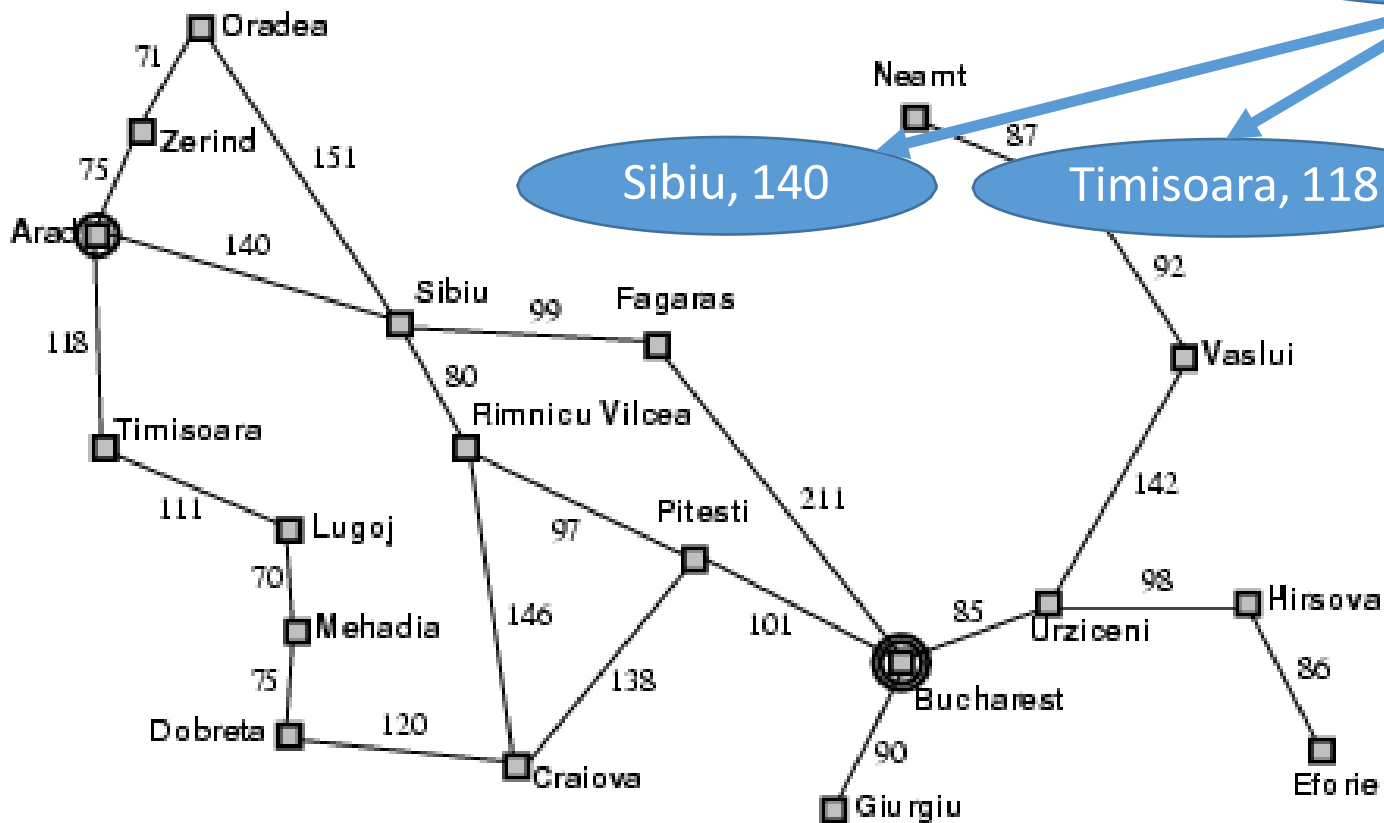 Oradea
71
Neamt
87
Zerind
151
75
Sibiu, 140
Timisoara, 118
Arad
140
92
Sibiu
Fagaras
99
118
Vaslui
80
Rimnicu Vilcea
Timisoara
142
111
211
Lugoj
97
Pitesti
70
98
Hirsova
85
Mehadia
146
101
Urziceni
75
138
86
Bucharest
Dobreta
120
90
Craiova
Eforie
Giurgiu